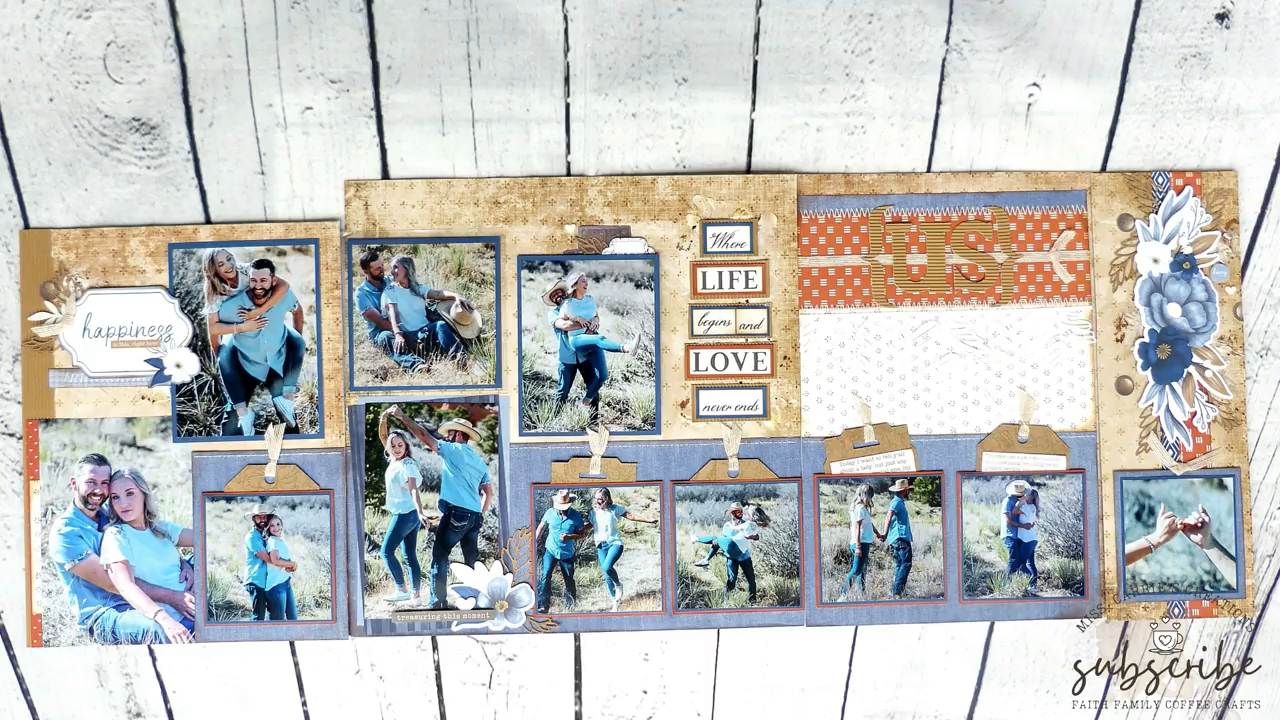 happiness
Where
LIFE
begins and
LOVE
never ends
{US}
treasuring this moment
subscribe
FAITH FAMILY COFFEE CRAFTS